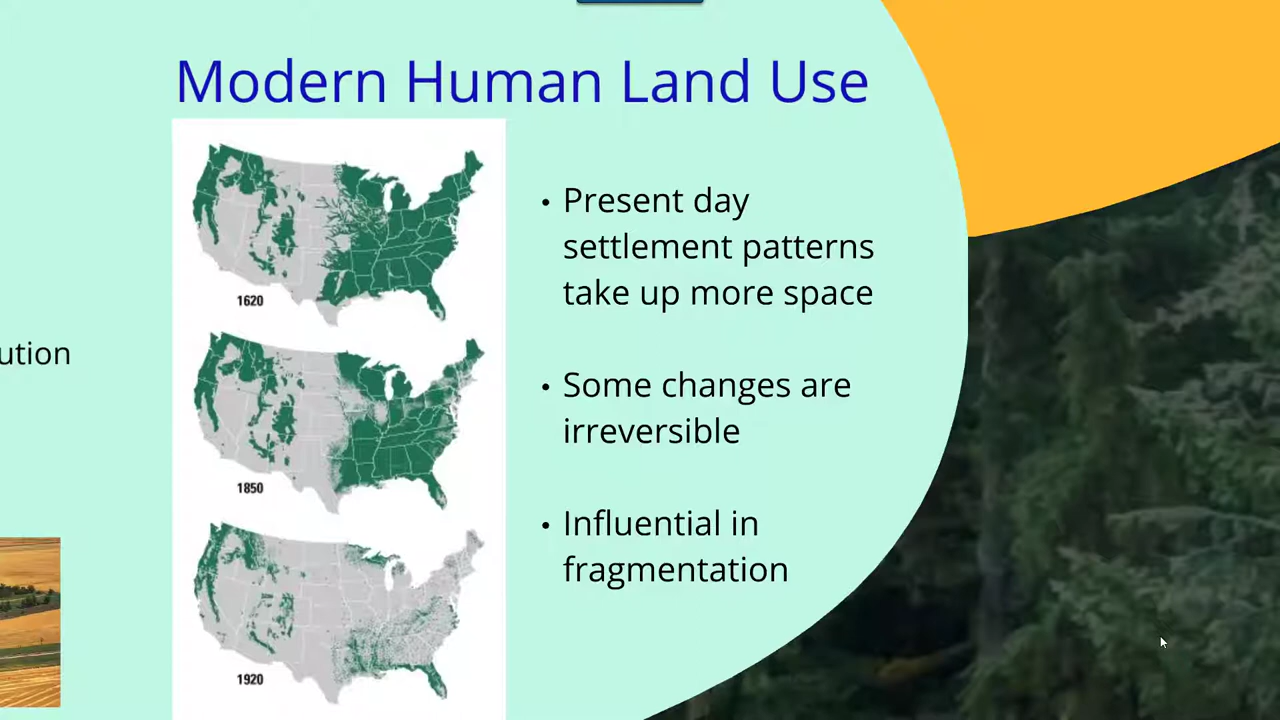 Modern Human Land Use
1620
1850
1920
• Present day
settlement patterns
take up more space
• Some changes are
irreversible
• Influential in
fragmentation